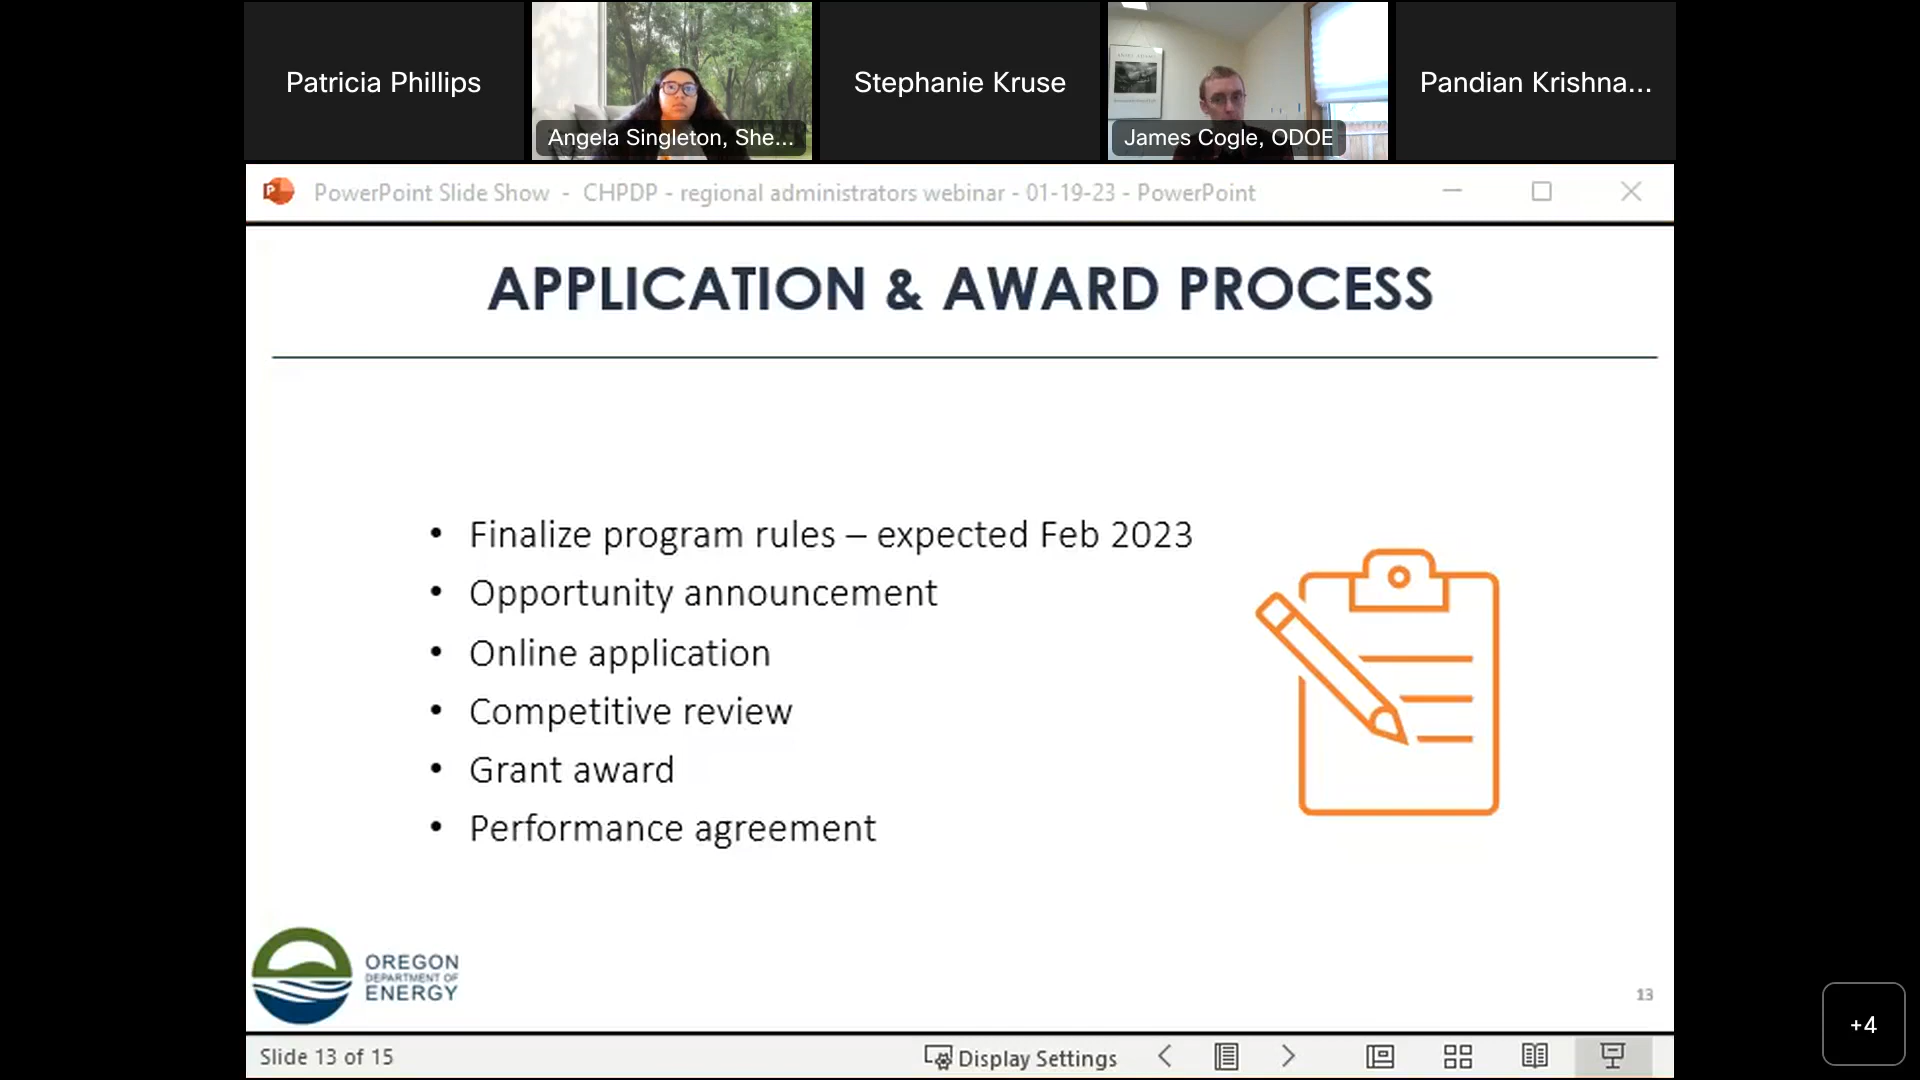 Patricia Phillips
Angela Singleton, She...
Stephanie Kruse
James Cogle, ODOE
Pandian Krishna...
PowerPoint Slide Show - CHPDP - regional administrators webinar - 01-19-23 - PowerPoint
APPLICATION & AWARD PROCESS
• Finalize program rules – expected Feb 2023
• Opportunity announcement
• Online application
• Competitive review
• Grant award
• Performance agreement
OREGON
DEPARTMENT OF
ENERGY
13
+4
Slide 13 of 15
Display Settings